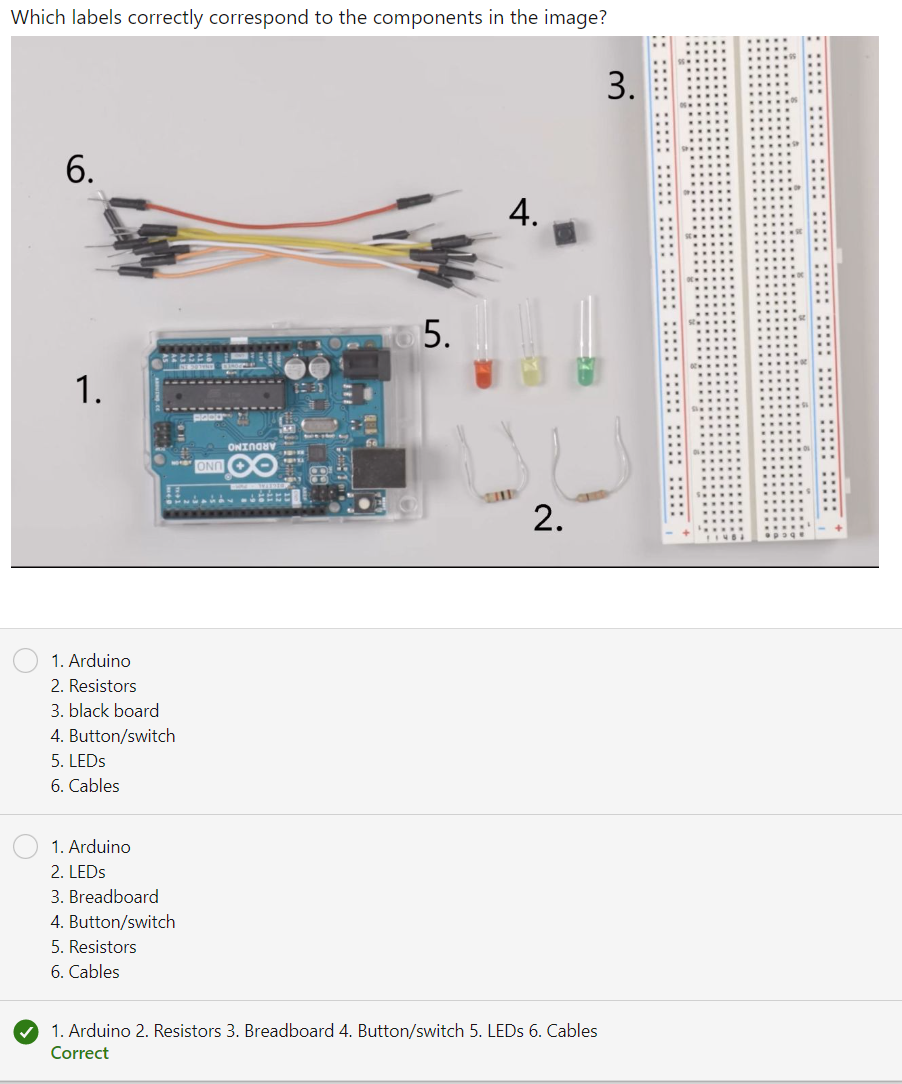 Which labels correctly correspond to the components in the image?
3.
6.
4.
5.
1.
ARDUINO
UNO
2.
1. Arduino
2. Resistors
3. black board
4. Button/switch
5. LEDs
6. Cables
1. Arduino
2. LEDs
3. Breadboard
4. Button/switch
5. Resistors
6. Cables
1. Arduino 2. Resistors 3. Breadboard 4. Button/switch 5. LEDs 6. Cables
Correct